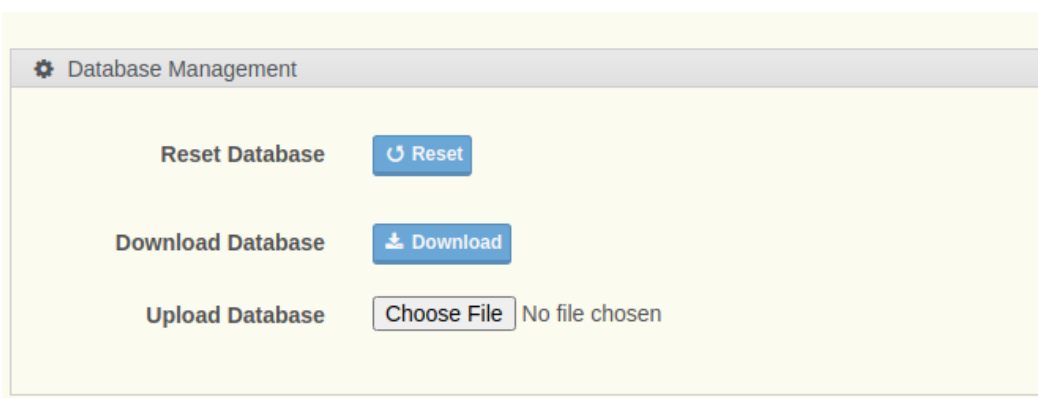 Database Management
Reset Database Reset
Download Database Download
Upload Database Choose File No file chosen